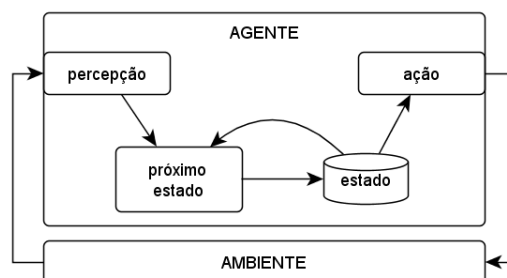 AGENTE
percepção
ação
próximo
estado
estado
AMBIENTE